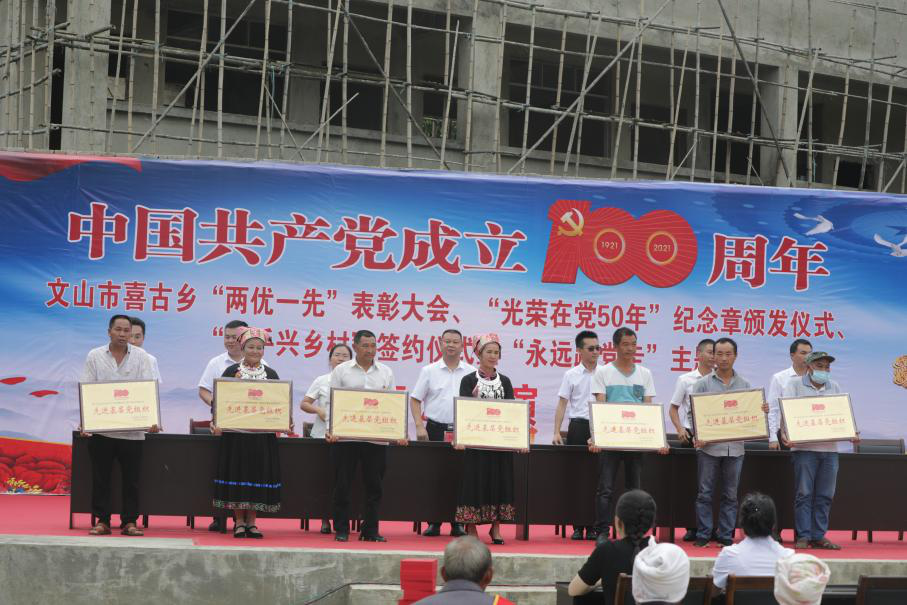 中国共产党成立
1921
2021
周年
文山市喜古乡“两优一先”表彰大会、“光荣在党50年”纪念章颁发仪式、
兴乡村 签约仪式 “永远 党
先进基层党组织
先进基层党组织
先进基层党组织
先进基层党组织
先进基层党组织
先进基层党组织
先进基层党组织